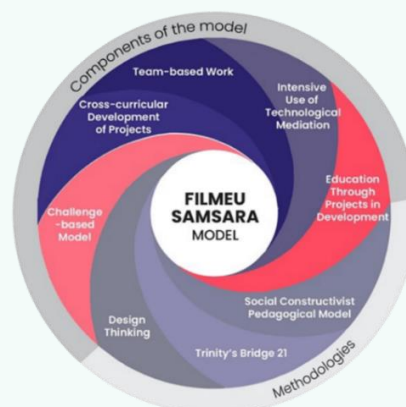 Components of the model
Team-based Work
Intensive
Use of
Technological
Mediation
Cross-curricular
Development
of Projects
Education
Through
Projects in
Development
Challenge
-based
Model
FILMEU
SAMSARA
MODEL
Social Constructivist
Pedagogical Model
Design
Thinking
Trinity's Bridge 21
Methodologies